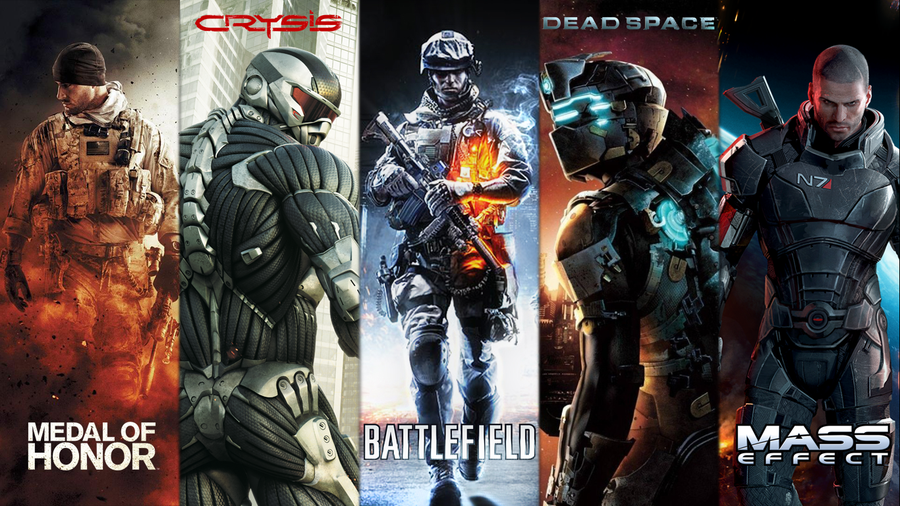 MEDAL OF
HONOR
CRYSIS
BATTLEFIELD
DEAD SPACE
N7
MASS
EFFECT